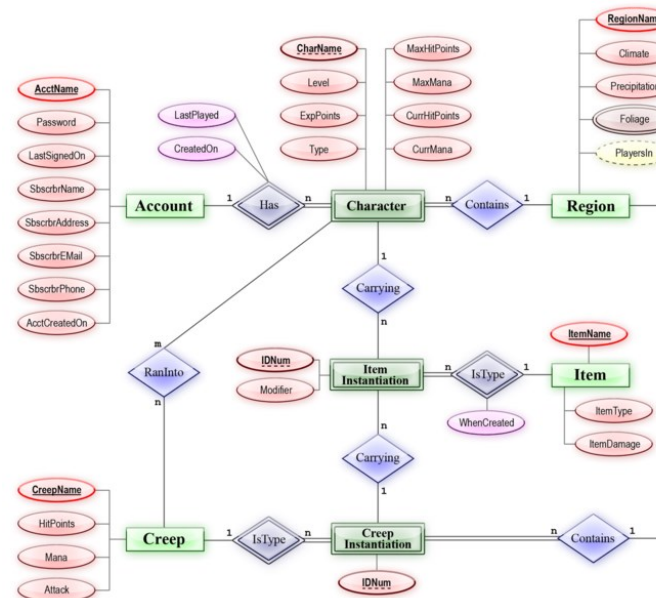 CharName
MaxHitPoints
RegionName
Level
MaxMana
Climate
AcctName
LastPlayed
ExpPoints
CurrHitPoints
Precipitation
Password
CreatedOn
Type
CurrMana
Foliage
LastSignedOn
PlayersIn
SbscrbrName
Account
1
Has
n
Character
n
Contains
1
Region
SbscrbrAddress
SbscrbrEMail
1
SbscrbrPhone
Carrying
AcctCreatedOn
n
m
IDNum
ItemName
RanInto
Item
Instantiation
n
IsType
1
Item
Modifier
n
WhenCreated
ItemType
n
Carrying
ItemDamage
CreepName
1
HitPoints
Creep
1
IsType
n
Creep
Instantiation
n
Contains
1
Mana
Attack
IDNum